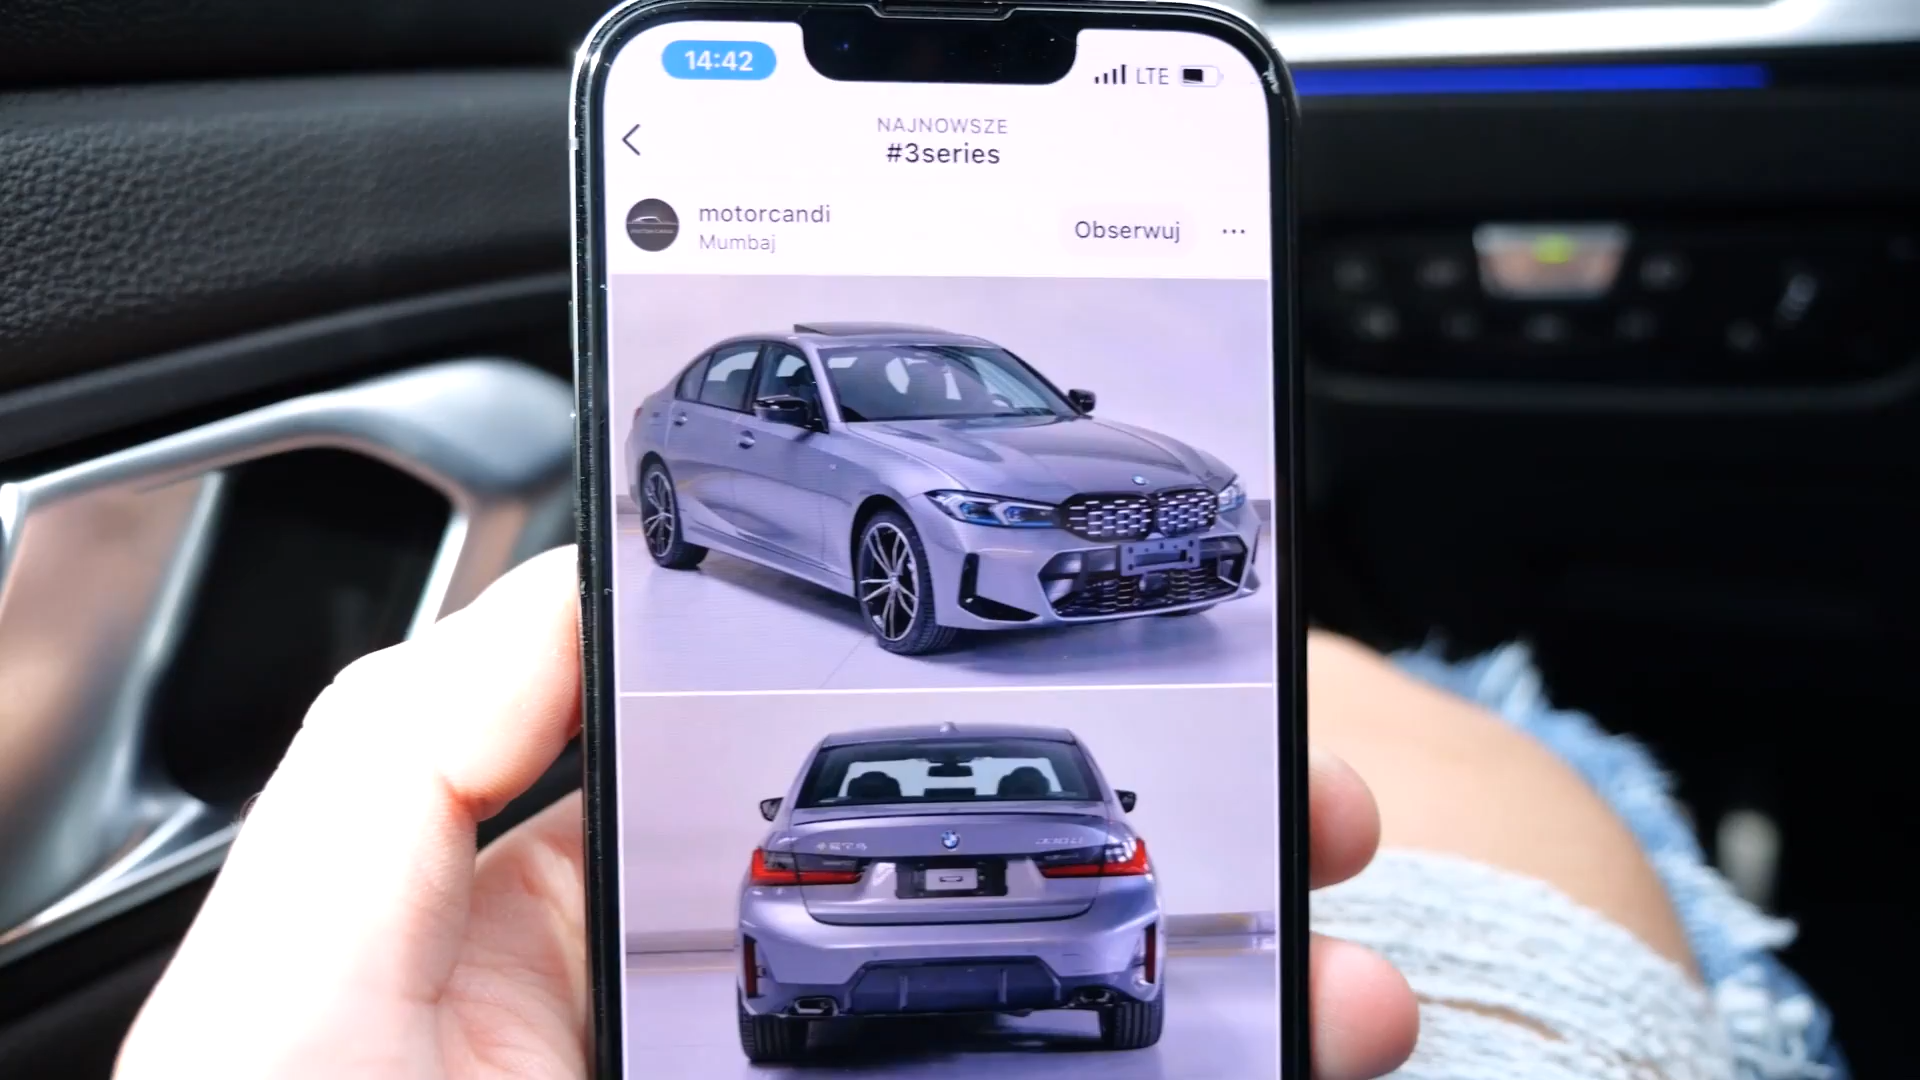 14:42
LTE
NAJNOWSZE
#3series
motorcandi
Mumbaj
Obserwuj